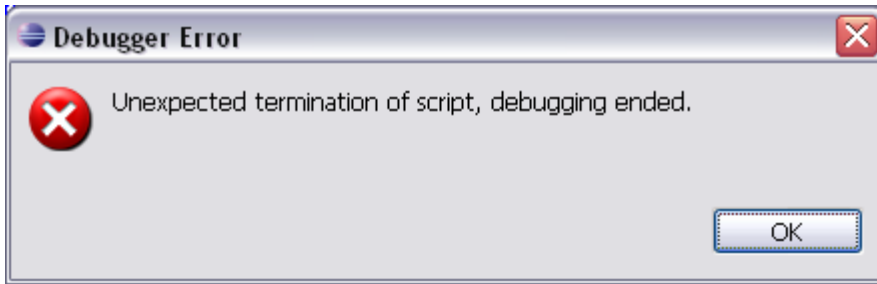 Debugger Error
Unexpected termination of script, debugging ended.
OK